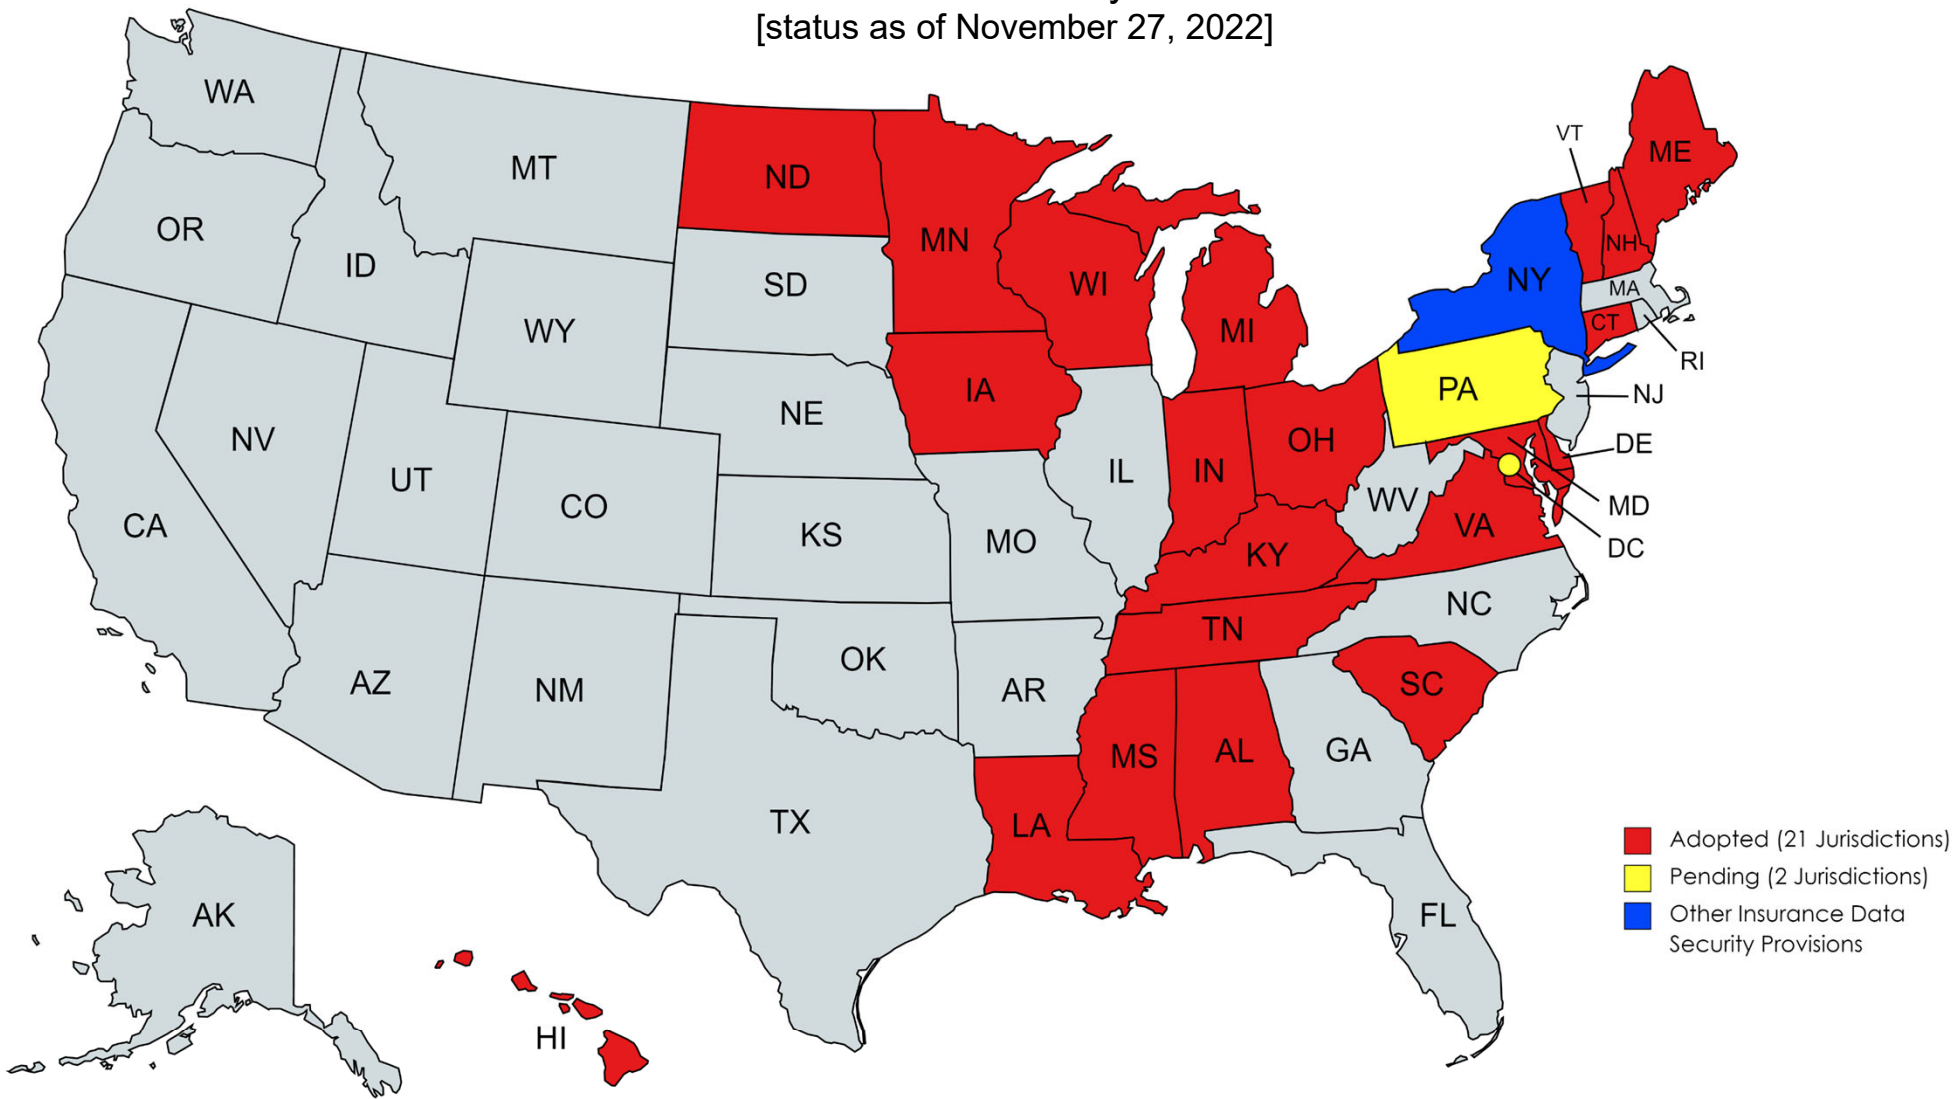 [status as of November 27, 2022]
WA
MT
ND
MN
VT
ME
OR
ID
SD
WI
NH
NY
MA
WY
MI
CT
RI
IA
PA
NJ
NE
NV
OH
DE
UT
CO
IL
IN
WV
MD
CA
KS
MO
KY
VA
DC
NC
TN
OK
AZ
NM
AR
SC
MS
AL
GA
TX
LA
AK
FL
HI
Adopted (21 Jurisdictions)
Pending (2 Jurisdictions)
Other Insurance Data
Security Provisions